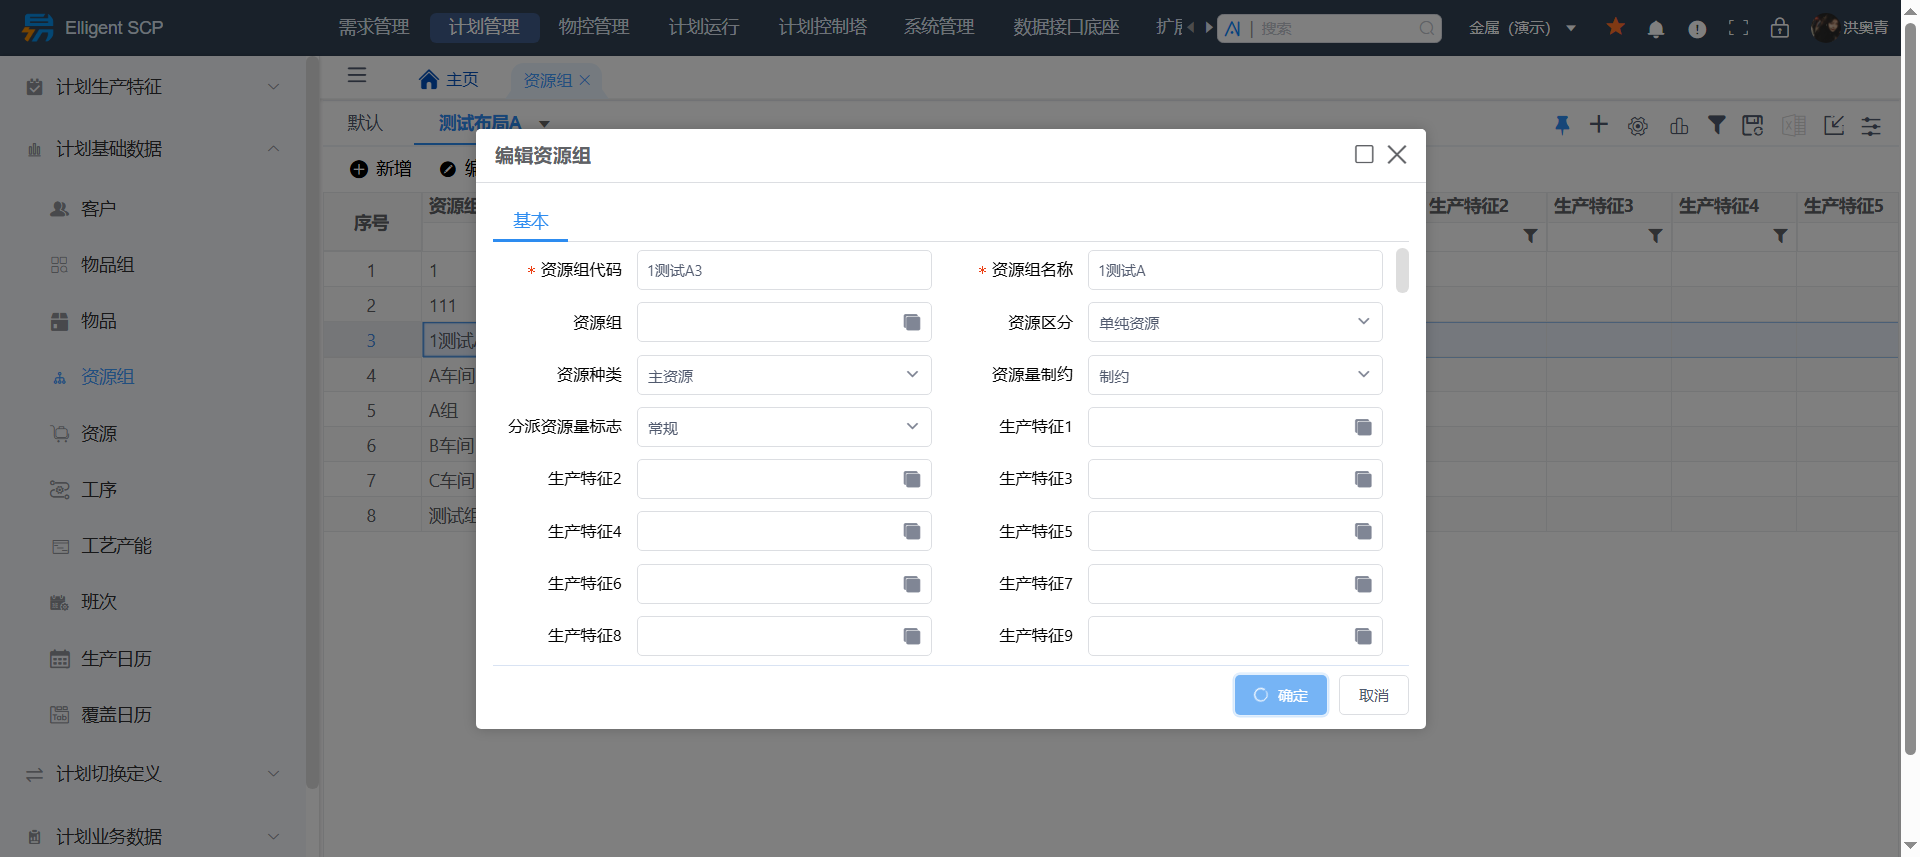 Elligent SCP
需求管理
计划管理
物控管理
计划运行
计划控制塔
系统管理
数据接口底座
AI
搜索
金属（演示）
洪奥青
计划生产特征
计划基础数据
客户
物品组
物品
资源组
资源
工序
工艺产能
班次
生产日历
覆盖日历
计划切换定义
计划业务数据
主页
资源组
默认
测试布局A
新增
序号
资源组
生产特征2
生产特征3
生产特征4
生产特征5
1 1
2 111
3 1测试
4 A车间
5 A组
6 B车间
7 C车间
8 测试组
编辑资源组
基本
* 资源组代码 1测试A3
* 资源组名称 1测试A
资源组
资源区分 单纯资源
资源种类 主资源
资源量制约 制约
分派资源量标志 常规
生产特征1
生产特征2
生产特征3
生产特征4
生产特征5
生产特征6
生产特征7
生产特征8
生产特征9
确定
取消